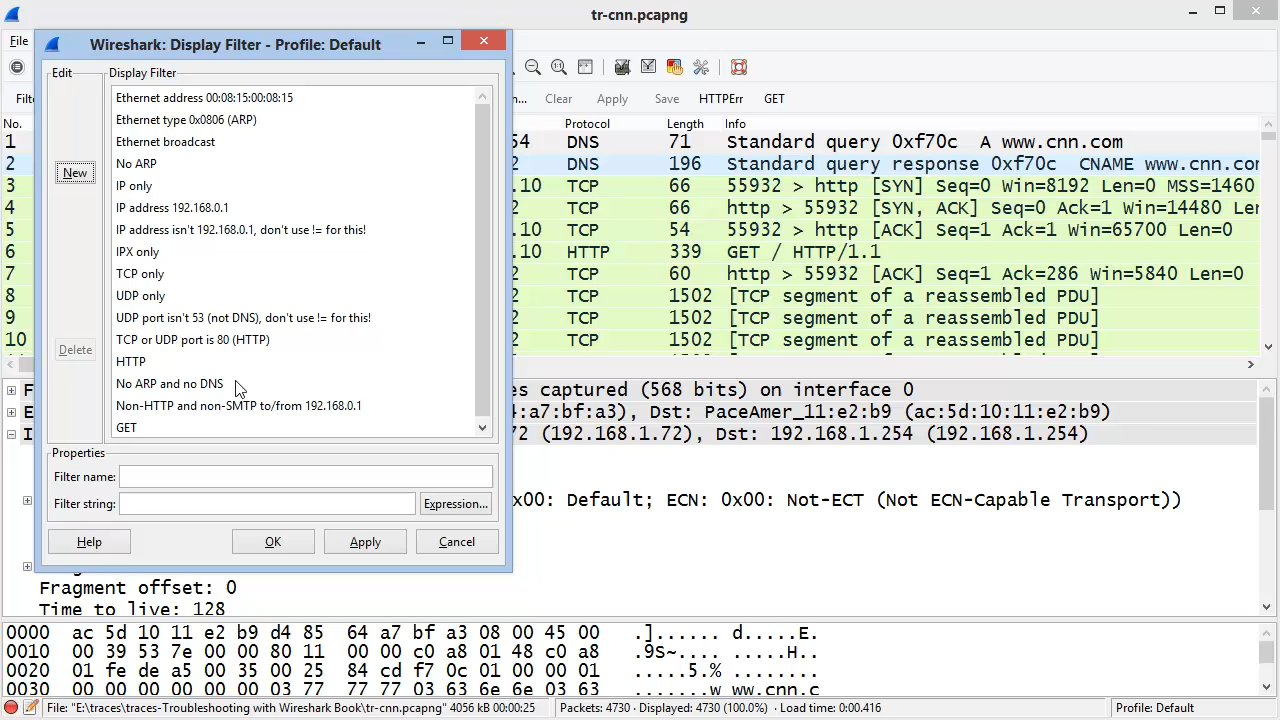 tr-cnn.pcapng
File
Wireshark: Display Filter - Profile: Default
Edit
Display Filter
New
Delete
Ethernet address 00:08:15:00:08:15
Ethernet type 0x0806 (ARP)
Ethernet broadcast
No ARP
IP only
IP address 192.168.0.1
IP address isn't 192.168.0.1, don't use != for this!
IPX only
TCP only
UDP only
UDP port isn't 53 (not DNS), don't use != for this!
TCP or UDP port is 80 (HTTP)
HTTP
No ARP and no DNS
Non-HTTP and non-SMTP to/from 192.168.0.1
GET
Properties
Filter name:
Filter string: Expression...
Help OK Apply Cancel
Clear Apply Save HTTPErr GET
No. Protocol Length Info
1 54 DNS 71 Standard query 0xf70c A www.cnn.com
2 2 DNS 196 Standard query response 0xf70c CNAME www.cnn.co
3 .10 TCP 66 55932 > http [SYN] Seq=0 Win=8192 Len=0 MSS=1460
4 2 TCP 66 http > 55932 [SYN, ACK] Seq=0 Ack=1 Win=14480 Le
5 .10 TCP 54 55932 > http [ACK] Seq=1 Ack=1 Win=65700 Len=0
6 .10 HTTP 339 GET / HTTP/1.1
7 2 TCP 60 http > 55932 [ACK] Seq=1 Ack=286 Win=5840 Len=0
8 2 TCP 1502 [TCP segment of a reassembled PDU]
9 2 TCP 1502 [TCP segment of a reassembled PDU]
10 2 TCP 1502 [TCP segment of a reassembled PDU]
es captured (568 bits) on interface 0
4:a7:bf:a3), Dst: PaceAmer_11:e2:b9 (ac:5d:10:11:e2:b9)
72 (192.168.1.72), Dst: 192.168.1.254 (192.168.1.254)
x00: Default; ECN: 0x00: Not-ECT (Not ECN-Capable Transport))
Fragment offset: 0
Time to live: 128
0000 ac 5d 10 11 e2 b9 d4 85 64 a7 bf a3 08 00 45 00 .]...... d.....E.
0010 00 39 53 7e 00 00 80 11 00 00 c0 a8 01 48 c0 a8 .9S~.... .....H..
0020 01 fe de a5 00 35 00 25 84 cd f7 0c 01 00 00 01 .....5.% ........
0030 00 00 00 00 00 00 03 77 77 77 03 63 6e 6e 03 63 .......w ww.cnn.c
File: "E:\traces\traces-Troubleshooting with Wireshark Book\tr-cnn.pcapng" 4056 kB 00:00:25 Packets: 4730 · Displayed: 4730 (100.0%) · Load time: 0:00.416 Profile: Default